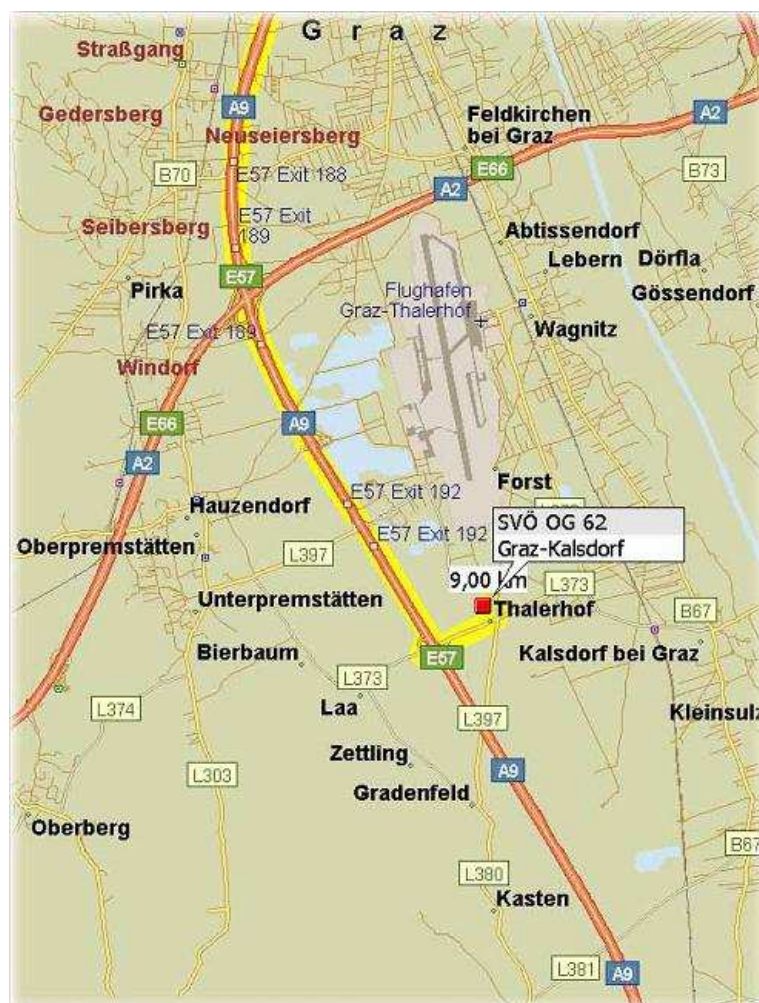 G r a z
Straßgang
A9
Gedersberg
Feldkirchen
bei Graz
A2
Neuseiersberg
E66
B70
E57 Exit 188
A2
B73
Seibersberg
E57 Exit
189
Abtissendorf
Lebern
Dörfla
E57
Pirka
Flughafen
Graz-Thalerhof
Gössendorf
E57 Exit 189
Wagnitz
Windorf
E66
A9
A2
Forst
E57 Exit 192
Hauzendorf
SVÖ OG 62
Graz-Kalsdorf
Oberpremstätten
E57 Exit 192
L397
9,00 km
L373
Unterpremstätten
Thalerhof
B67
Bierbaum
E57
Kalsdorf bei Graz
L373
Laa
L374
L397
Kleinsulz
Zettling
A9
L303
Gradenfeld
Oberberg
B67
L380
Kasten
L381
A9